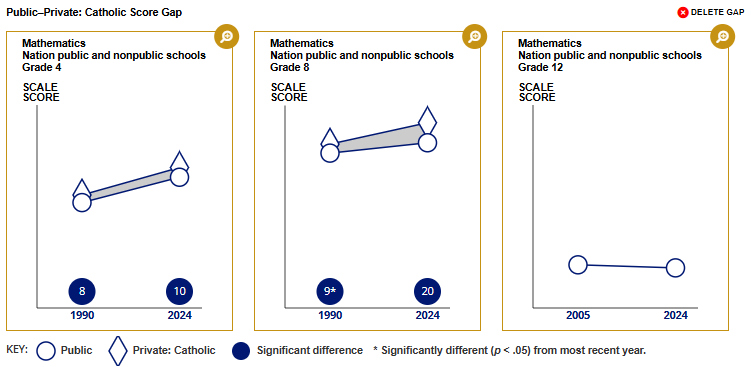 Public–Private: Catholic Score Gap
DELETE GAP
Mathematics
Nation public and nonpublic schools
Grade 4
SCALE
SCORE
8
10
1990
2024
Mathematics
Nation public and nonpublic schools
Grade 8
SCALE
SCORE
9*
20
1990
2024
Mathematics
Nation public and nonpublic schools
Grade 12
SCALE
SCORE
2005
2024
KEY: Public Private: Catholic Significant difference * Significantly different (p < .05) from most recent year.